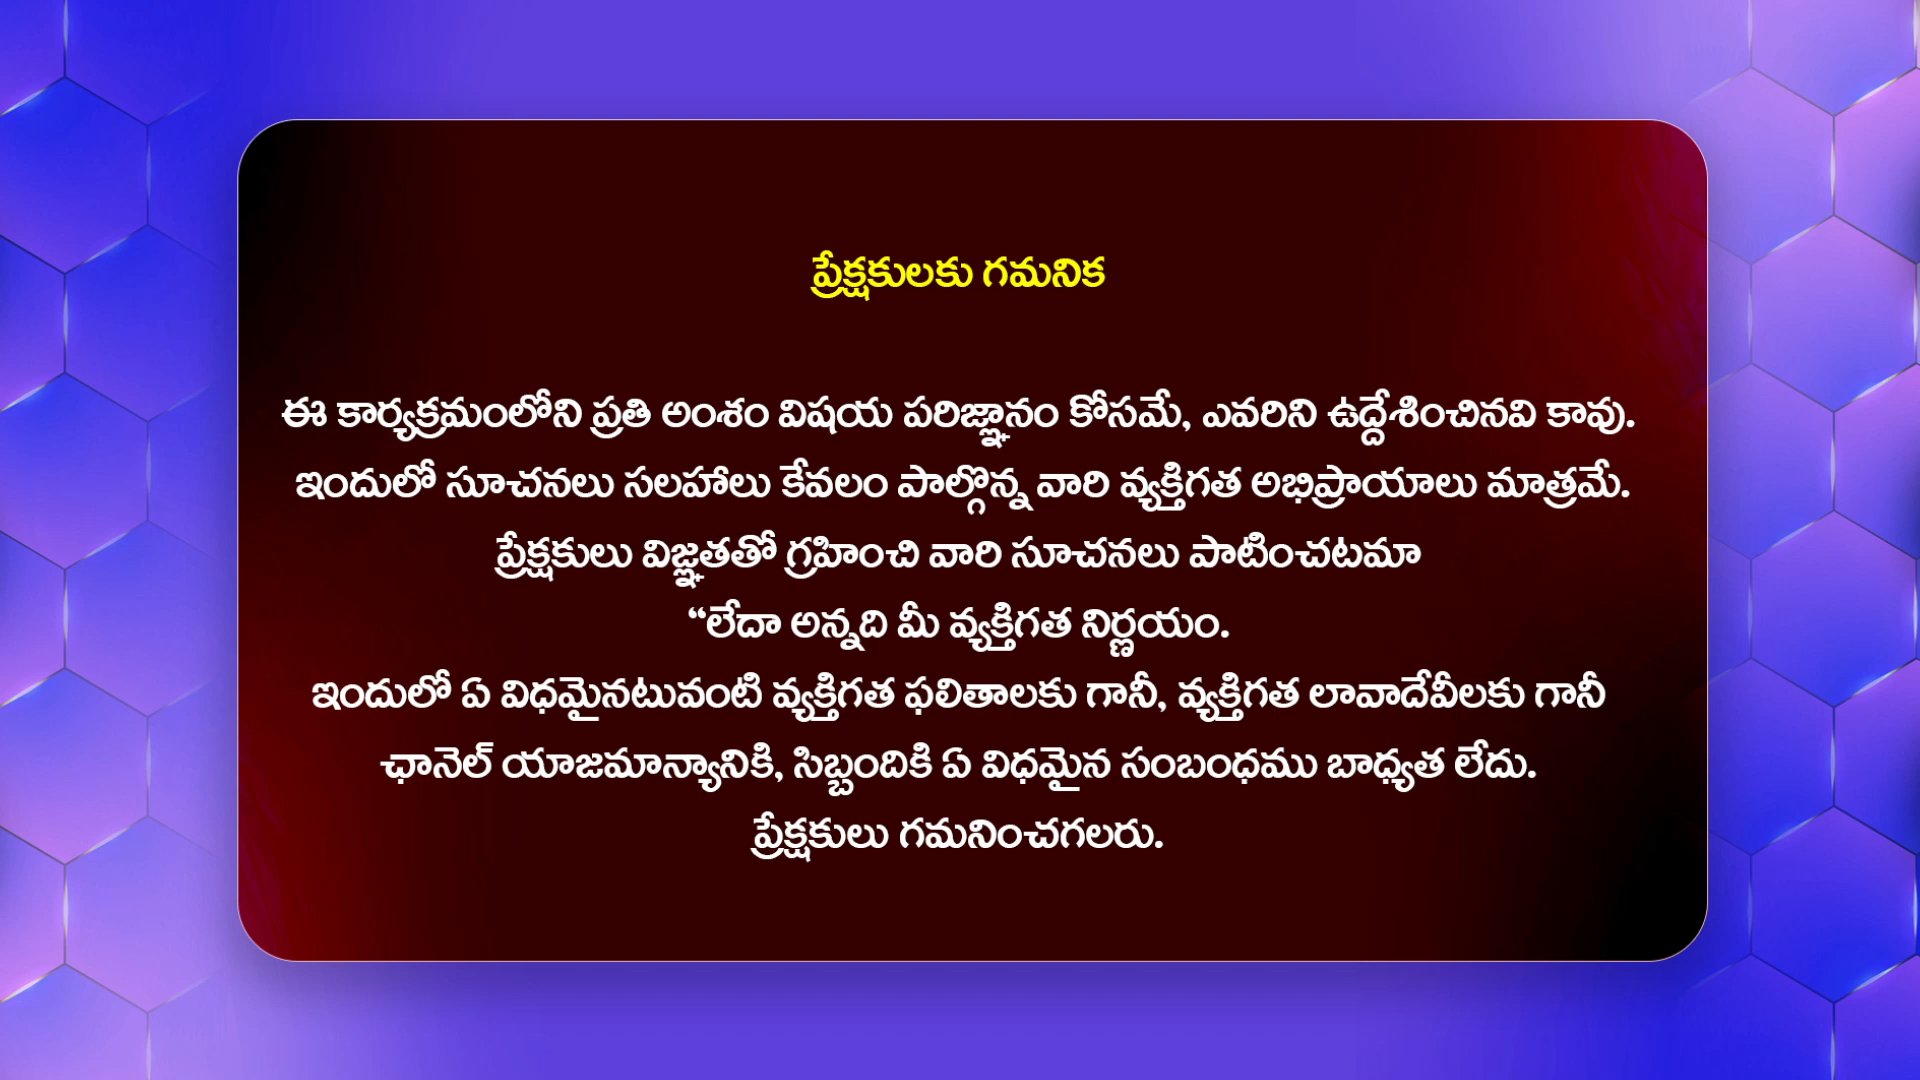 ప్రేక్షకులకు గమనిక
ఈ కార్యక్రమంలోని ప్రతి అంశం విషయ పరిజ్ఞానం కోసమే, ఎవరిని ఉద్దేశించినవి కావు.
ఇందులో సూచనలు సలహాలు కేవలం పాల్గొన్న వారి వ్యక్తిగత అభిప్రాయాలు మాత్రమే.
ప్రేక్షకులు విజ్ఞతతో గ్రహించి వారి సూచనలు పాటించటమా
“లేదా అన్నది మీ వ్యక్తిగత నిర్ణయం.
ఇందులో ఏ విధమైనటువంటి వ్యక్తిగత ఫలితాలకు గానీ, వ్యక్తిగత లావాదేవీలకు గానీ
ఛానెల్ యాజమాన్యానికి, సిబ్బందికి ఏ విధమైన సంబంధము బాధ్యత లేదు.
ప్రేక్షకులు గమనించగలరు.